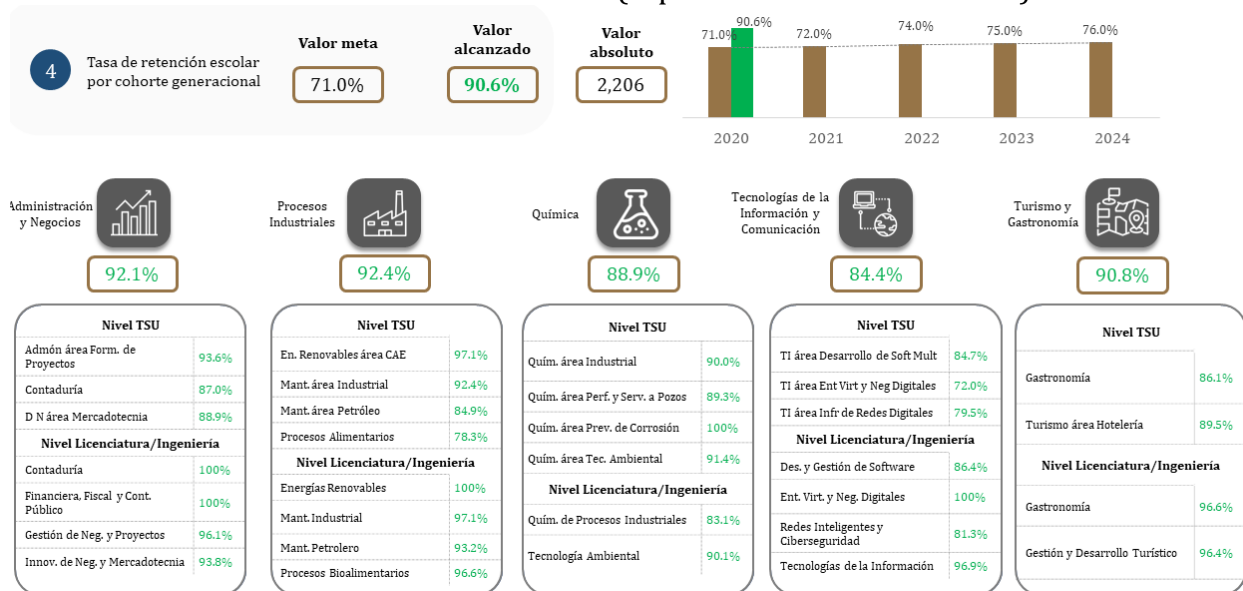 4
Tasa de retención escolar
por cohorte generacional
Valor meta
71.0%
Valor
alcanzado
90.6%
Valor
absoluto
2,206
71.0%
90.6%
72.0%
74.0%
75.0%
76.0%
2020
2021
2022
2023
2024
Administración
y Negocios
92.1%
Nivel TSU
Admón área Form. de
Proyectos
93.6%
Contaduría
87.0%
D N área Mercadotecnia
88.9%
Nivel Licenciatura/Ingeniería
Contaduría
100%
Financiera, Fiscal y Cont.
Público
100%
Gestión de Neg. y Proyectos
96.1%
Innov. de Neg. y Mercadotecnia
93.8%
Procesos
Industriales
92.4%
Nivel TSU
En. Renovables área CAE
97.1%
Mant. área Industrial
92.4%
Mant. área Petróleo
84.9%
Procesos Alimentarios
78.3%
Nivel Licenciatura/Ingeniería
Energías Renovables
100%
Mant. Industrial
97.1%
Mant. Petrolero
93.2%
Procesos Bioalimentarios
96.6%
Química
88.9%
Nivel TSU
Quím. área Industrial
90.0%
Quím. área Perf. y Serv. a Pozos
89.3%
Quím. área Prev. de Corrosión
100%
Quím. área Tec. Ambiental
91.4%
Nivel Licenciatura/Ingeniería
Quím. de Procesos Industriales
83.1%
Tecnología Ambiental
90.1%
Tecnologías de la
Información y
Comunicación
84.4%
Nivel TSU
TI área Desarrollo de Soft Mult
84.7%
TI área Ent Virt y Neg Digitales
72.0%
TI área Infr de Redes Digitales
79.5%
Nivel Licenciatura/Ingeniería
Des. y Gestión de Software
86.4%
Ent. Virt. y Neg. Digitales
100%
Redes Inteligentes y
Ciberseguridad
81.3%
Tecnologías de la Información
96.9%
Turismo y
Gastronomía
90.8%
Nivel TSU
Gastronomía
86.1%
Turismo área Hotelería
89.5%
Nivel Licenciatura/Ingeniería
Gastronomía
96.6%
Gestión y Desarrollo Turístico
96.4%